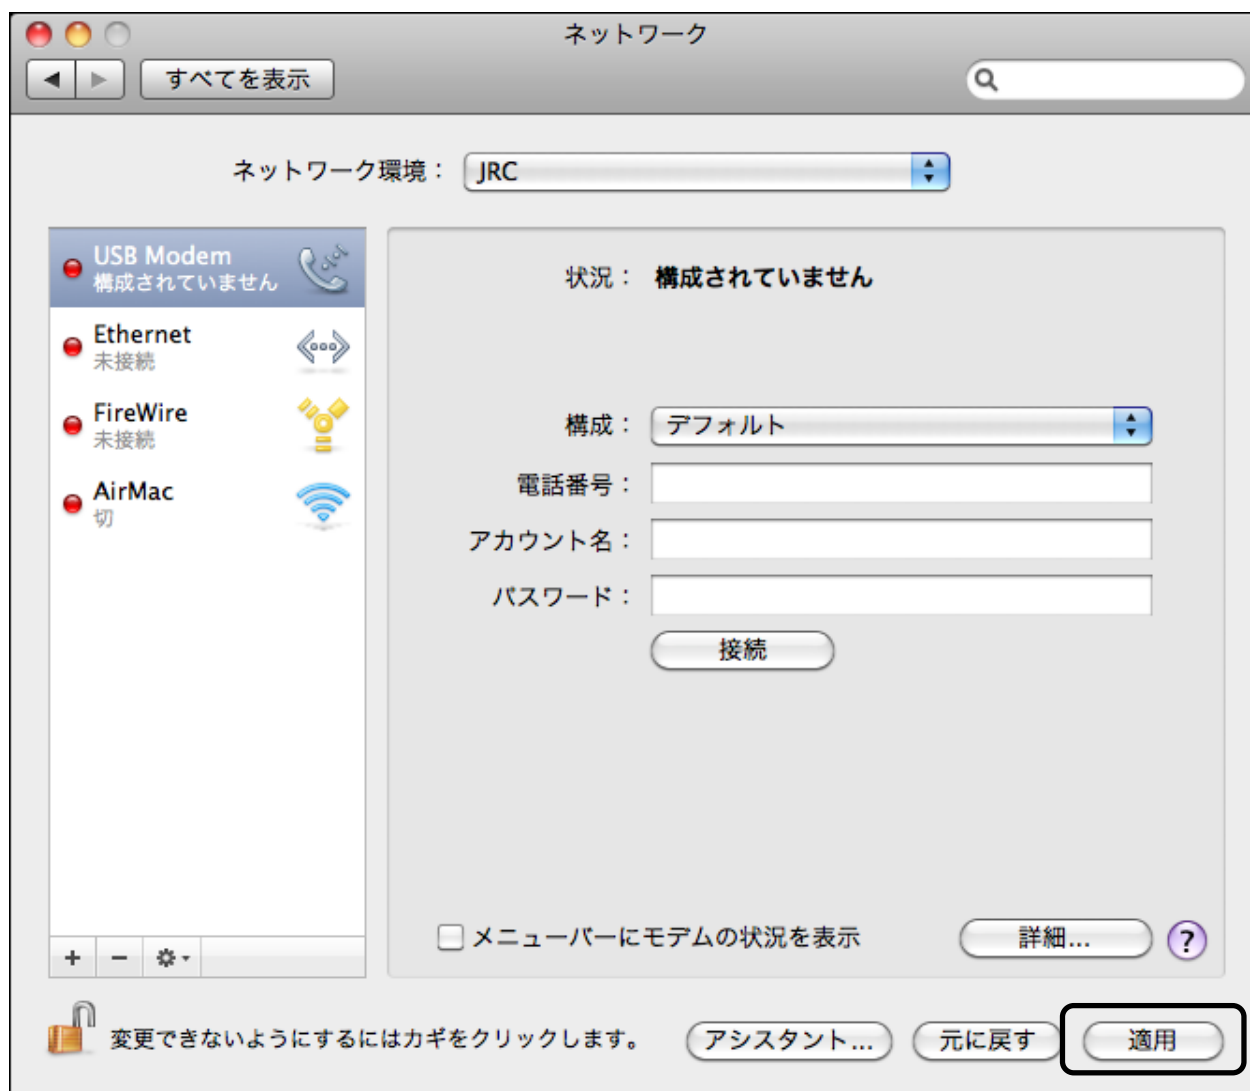 ネットワーク
すべてを表示
ネットワーク環境： JRC
USB Modem
構成されていません
Ethernet
未接続
FireWire
未接続
AirMac
切
状況： 構成されていません
構成： デフォルト
電話番号：
アカウント名：
パスワード：
接続
メニューバーにモデムの状況を表示
詳細...
?
変更できないようにするにはカギをクリックします。
アシスタント...
元に戻す
適用